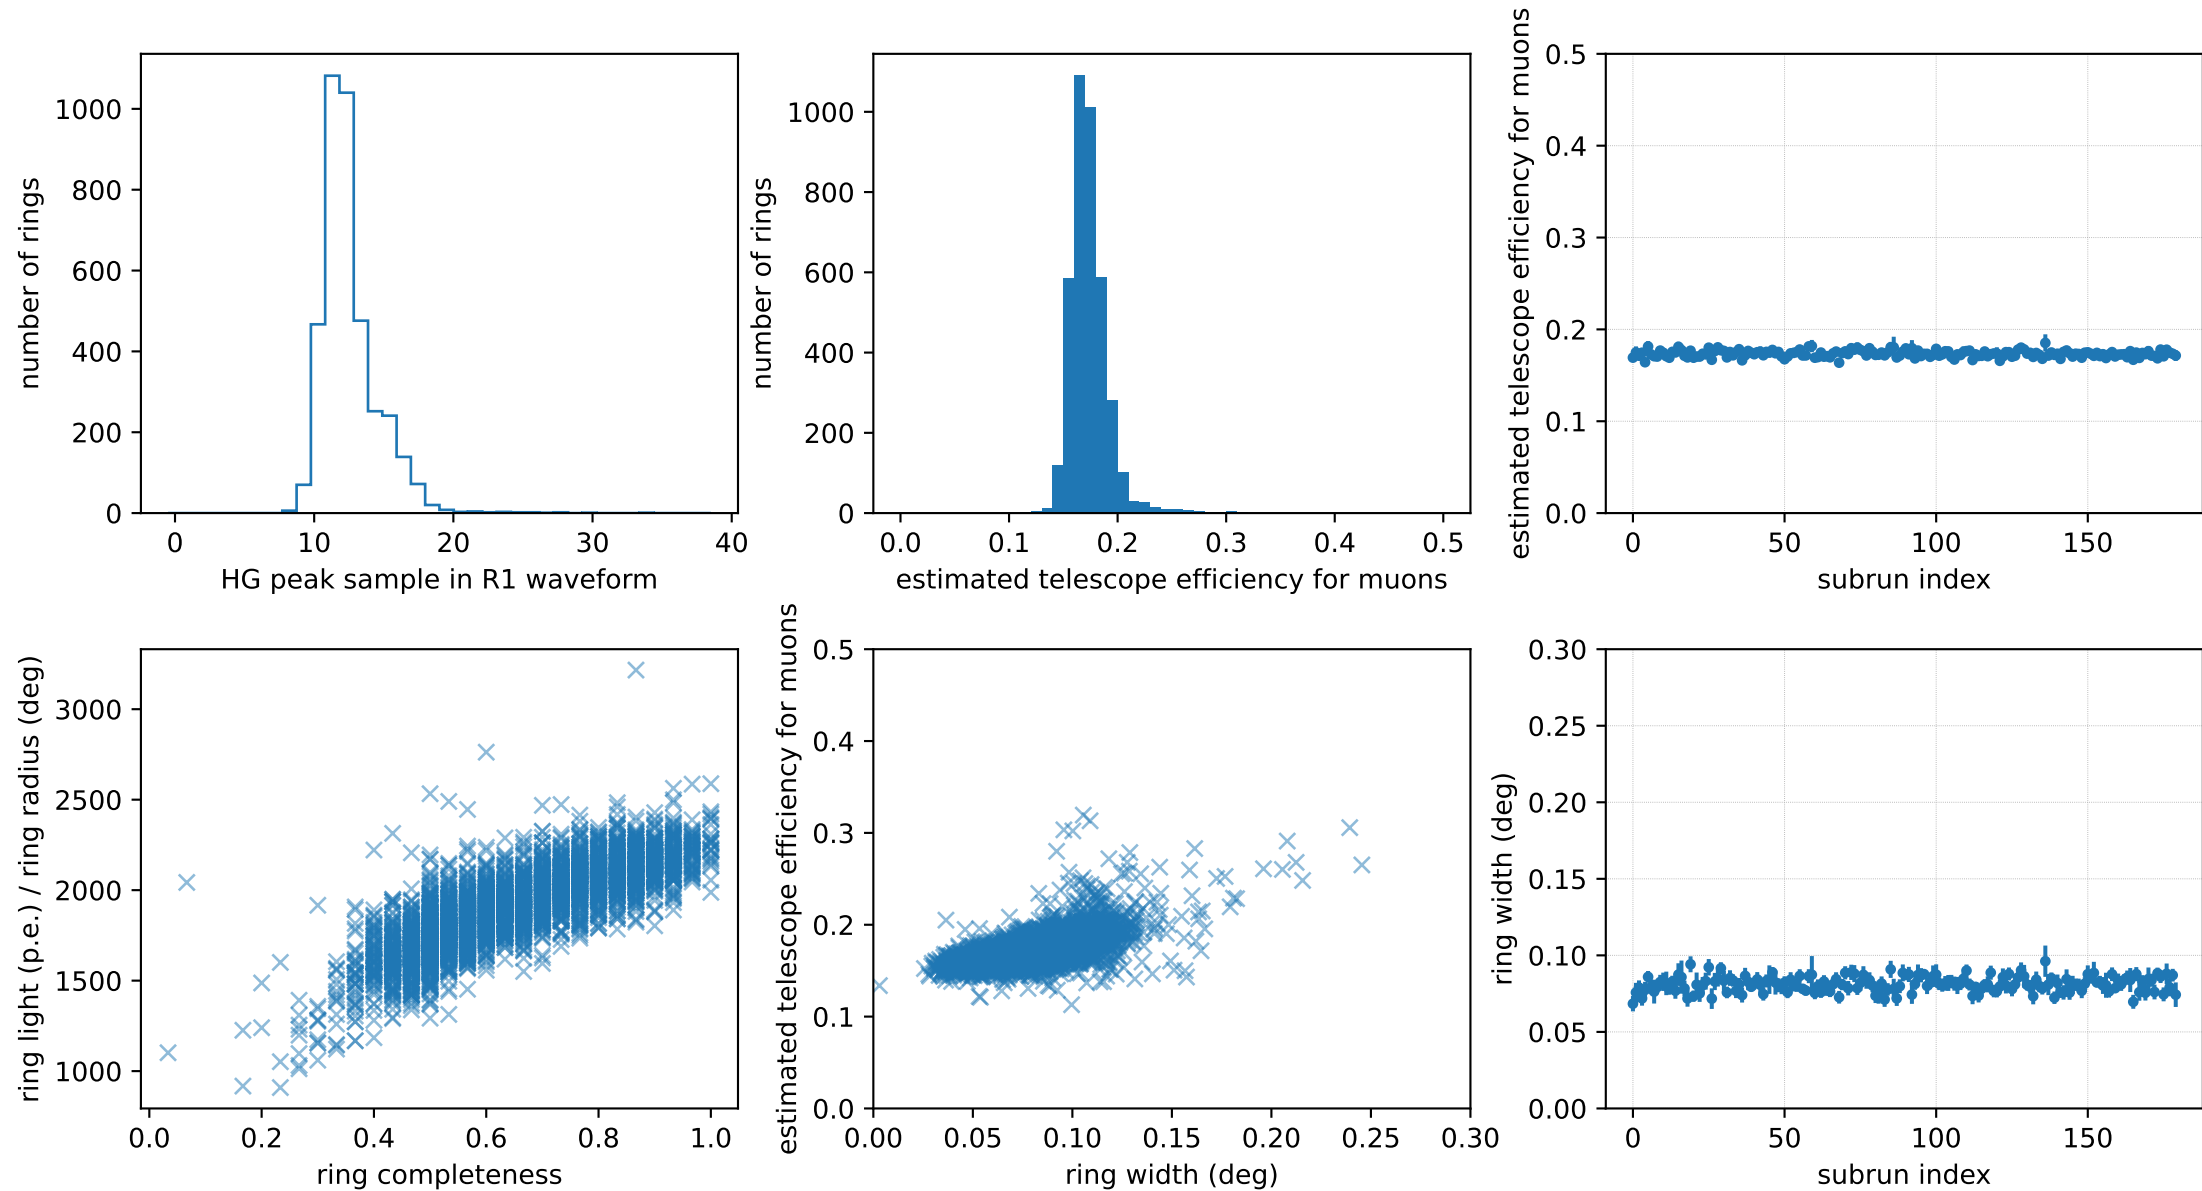 number of rings
1000
800
600
400
200
0
0 10 20 30 40
HG peak sample in R1 waveform
number of rings
1000
800
600
400
200
0
0.0 0.1 0.2 0.3 0.4 0.5
estimated telescope efficiency for muons
estimated telescope efficiency for muons
0.5
0.4
0.3
0.2
0.1
0.0
0 50 100 150
subrun index
ring light (p.e.) / ring radius (deg)
3000
2500
2000
1500
1000
0.0 0.2 0.4 0.6 0.8 1.0
ring completeness
estimated telescope efficiency for muons
0.5
0.4
0.3
0.2
0.1
0.0
0.00 0.05 0.10 0.15 0.20 0.25 0.30
ring width (deg)
ring width (deg)
0.30
0.25
0.20
0.15
0.10
0.05
0.00
0 50 100 150
subrun index